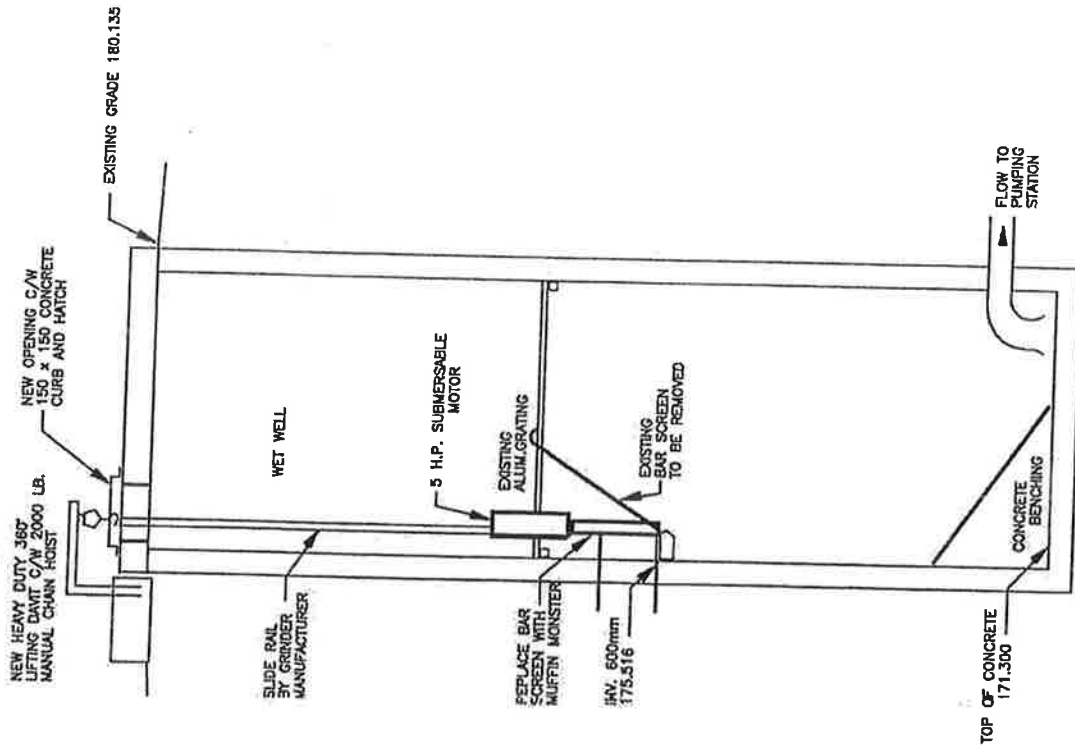 NEW HEAVY DUTY 360°
LIFTING DAVIT C/W 2000 LB.
MANUAL CHAIN HOIST
NEW OPENING C/W
150 x 150 CONCRETE
CURB AND HATCH
EXISTING GRADE 180.135
WET WELL
SLIDE RAIL
BY GRINDER
MANUFACTURER
5 H.P. SUBMERSABLE
MOTOR
EXISTING
ALUM.GRATING
PEPLACE BAR
SCREEN WITH
MUFFIN MONSTER
EXISTING
BAR SCREEN
TO BE REMOVED
INV. 600mm
175.516
FLOW TO
PUMPING
STATION
CONCRETE
BENCHING
TOP OF CONCRETE
171.300